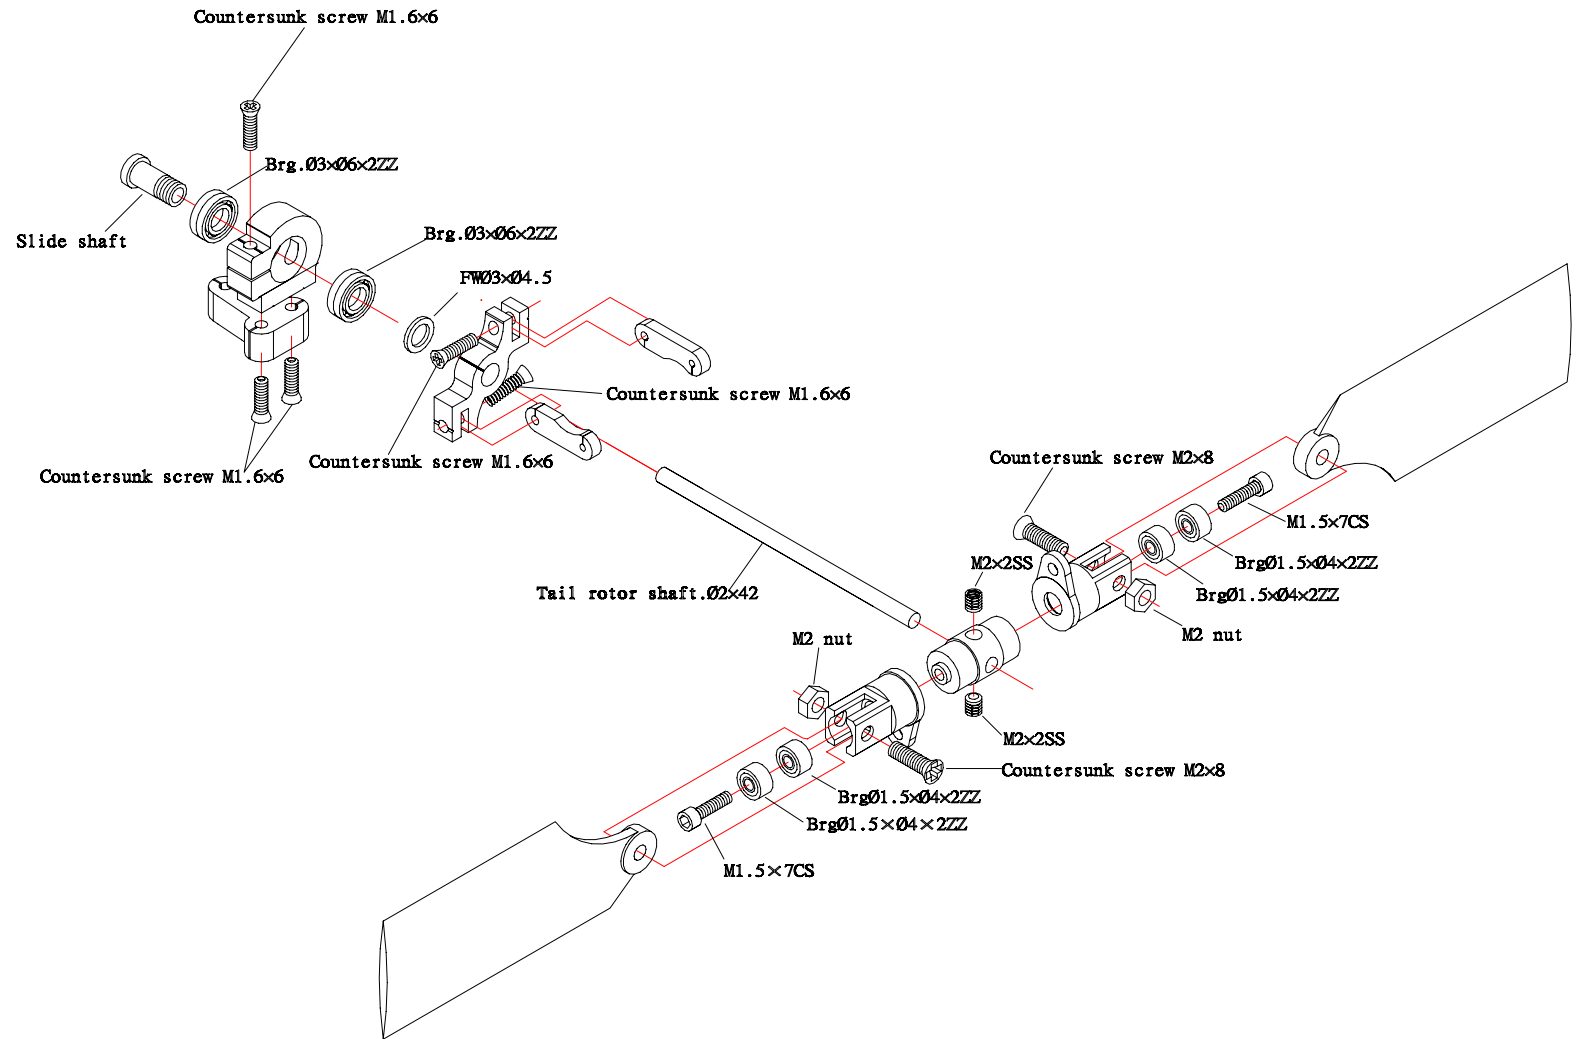 Countersunk screw M1.6×6
Brg.Ø3×Ø6×2ZZ
Slide shaft
Brg.Ø3×Ø6×2ZZ
FWØ3×Ø4.5
Countersunk screw M1.6×6
Countersunk screw M1.6×6
Countersunk screw M1.6×6
Countersunk screw M2×8
M1.5×7CS
BrgØ1.5×Ø4×2ZZ
M2×2SS
Tail rotor shaft.Ø2×42
BrgØ1.5×Ø4×2ZZ
M2 nut
M2 nut
M2×2SS
Countersunk screw M2×8
BrgØ1.5×Ø4×2ZZ
BrgØ1.5×Ø4×2ZZ
M1.5×7CS